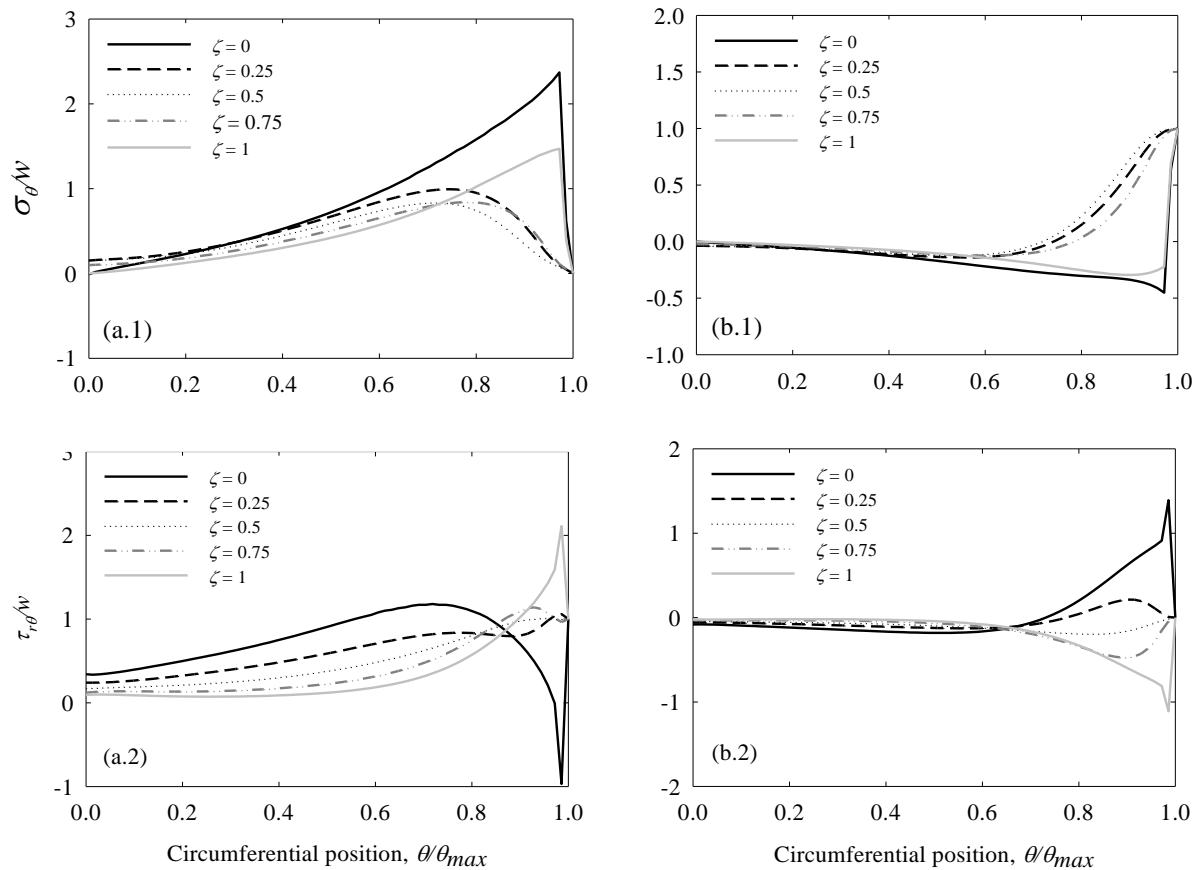 3
2
1
0
-1
σθ/w
ζ = 0
ζ = 0.25
ζ = 0.5
ζ = 0.75
ζ = 1
(a.1)
0.0 0.2 0.4 0.6 0.8 1.0
2.0
1.5
1.0
0.5
0.0
-0.5
-1.0
ζ = 0
ζ = 0.25
ζ = 0.5
ζ = 0.75
ζ = 1
(b.1)
0.0 0.2 0.4 0.6 0.8 1.0
3
2
1
0
-1
τrθ/w
ζ = 0
ζ = 0.25
ζ = 0.5
ζ = 0.75
ζ = 1
(a.2)
0.0 0.2 0.4 0.6 0.8 1.0
Circumferential position, θ/θmax
2
1
0
-1
-2
ζ = 0
ζ = 0.25
ζ = 0.5
ζ = 0.75
ζ = 1
(b.2)
0.0 0.2 0.4 0.6 0.8 1.0
Circumferential position, θ/θmax